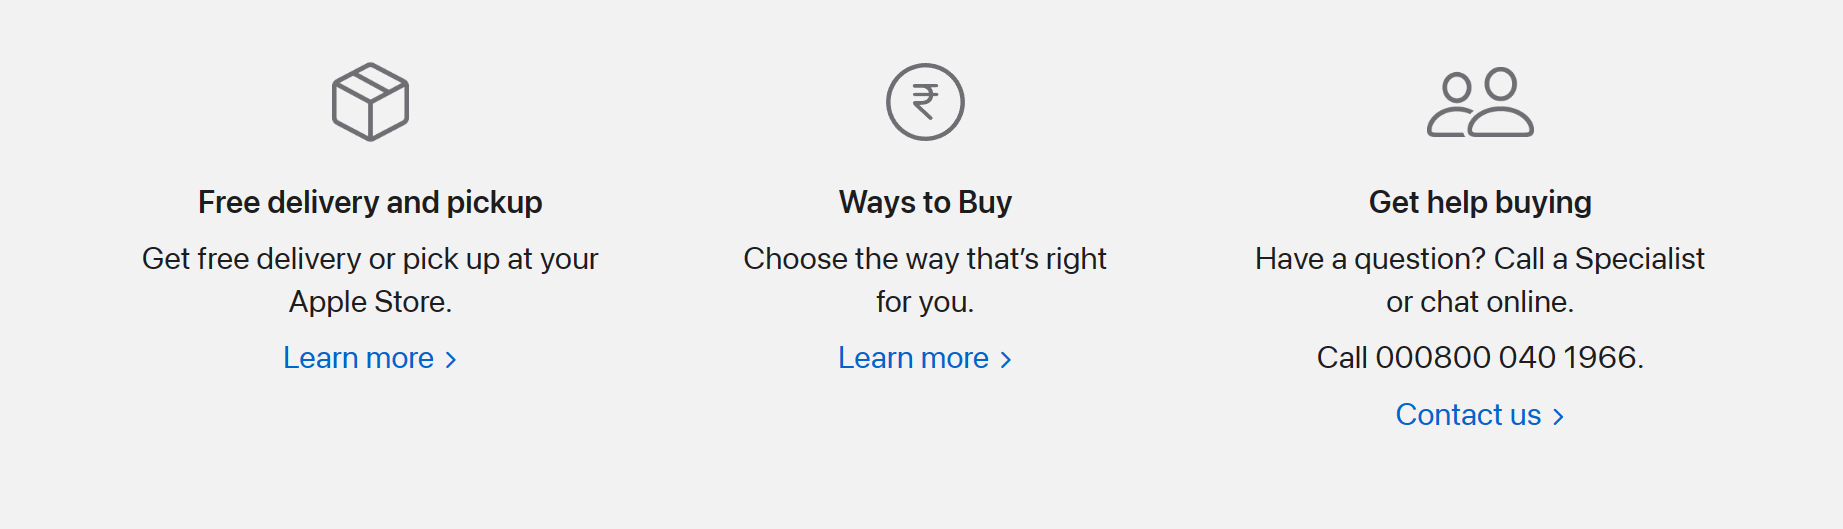 Free delivery and pickup
Get free delivery or pick up at your
Apple Store.
Learn more >
Ways to Buy
Choose the way that’s right
for you.
Learn more >
Get help buying
Have a question? Call a Specialist
or chat online.
Call 000800 040 1966.
Contact us >